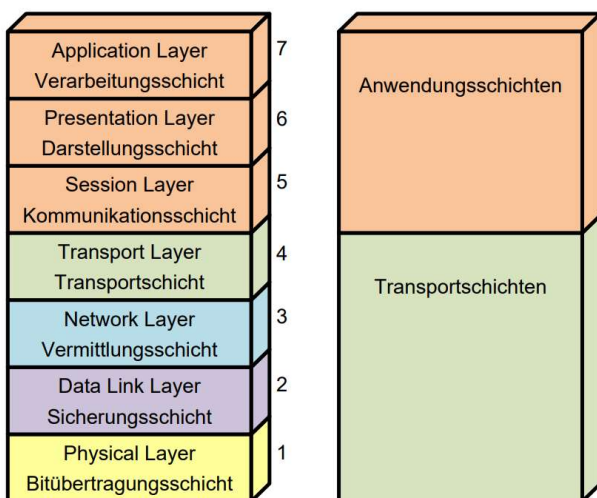 Application Layer
Verarbeitungsschicht
7
Presentation Layer
Darstellungsschicht
6
Session Layer
Kommunikationsschicht
5
Transport Layer
Transportschicht
4
Network Layer
Vermittlungsschicht
3
Data Link Layer
Sicherungsschicht
2
Physical Layer
Bitübertragungsschicht
1
Anwendungsschichten
Transportschichten